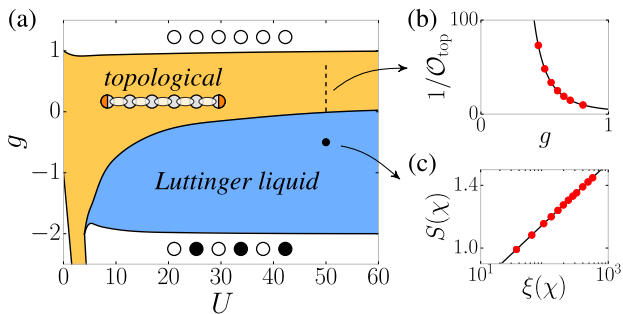 (a)
1
0
−1
−2
g
0
10
20
30
40
50
60
U
topological
Luttinger liquid
(b)
100
0
1/𝒪top
0
g
1
(c)
1.4
1.0
S(χ)
10¹
ξ(χ)
10³